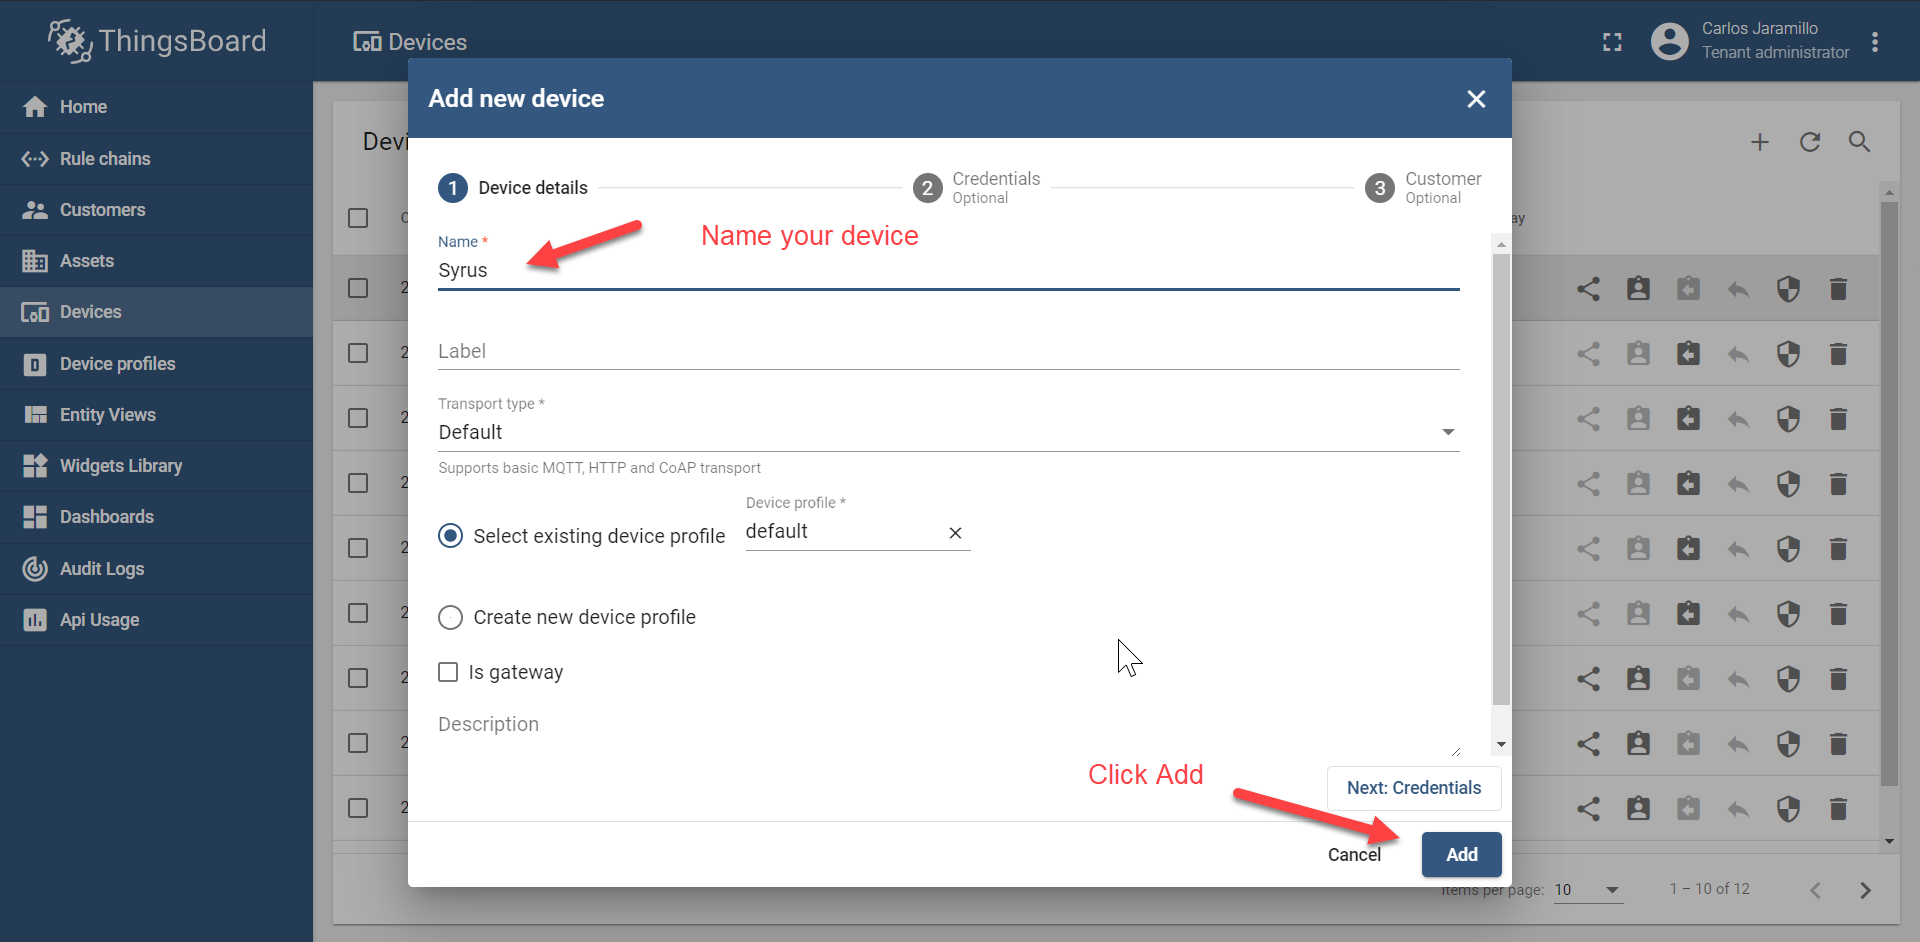 ThingsBoard
Devices
Carlos Jaramillo
Tenant administrator
Home
Rule chains
Customers
Assets
Devices
Device profiles
Entity Views
Widgets Library
Dashboards
Audit Logs
Api Usage
Add new device
1 Device details
2 Credentials
Optional
3 Customer
Optional
Name *
Syrus
Name your device
Label
Transport type *
Default
Supports basic MQTT, HTTP and CoAP transport
Select existing device profile
Device profile *
default
Create new device profile
Is gateway
Description
Click Add
Next: Credentials
Cancel
Add
Items per page: 10
1 – 10 of 12